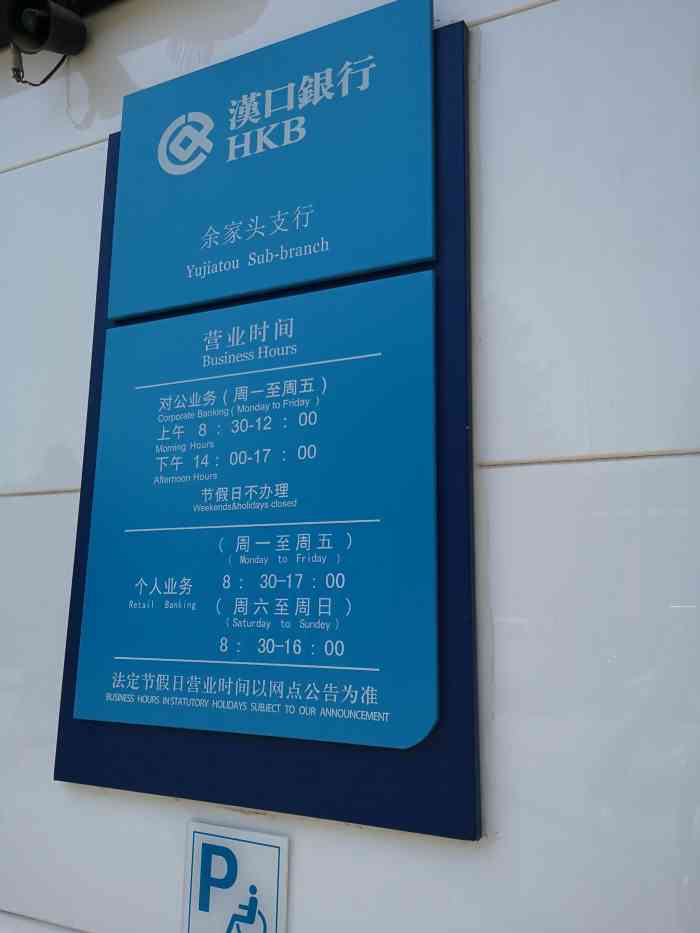 漢口銀行
HKB
余家头支行
Yujiatou Sub-branch
营业时间
Business Hours
对公业务(周一至周五)
Corporate Banking(Monday to Friday)
上午 8:30-12:00
Morning Hours
下午 14:00-17:00
Afternoon Hours
节假日不办理
Weekends&holidays closed
(周一至周五)
(Monday to Friday)
个人业务
Retail Banking
8:30-17:00
(周六至周日)
(Saturday to Sundey)
8:30-16:00
法定节假日营业时间以网点公告为准
BUSINESS HOURS IN STATUTORY HOLIDAYS SUBJECT TO OUR ANNOUNCEMENT
P